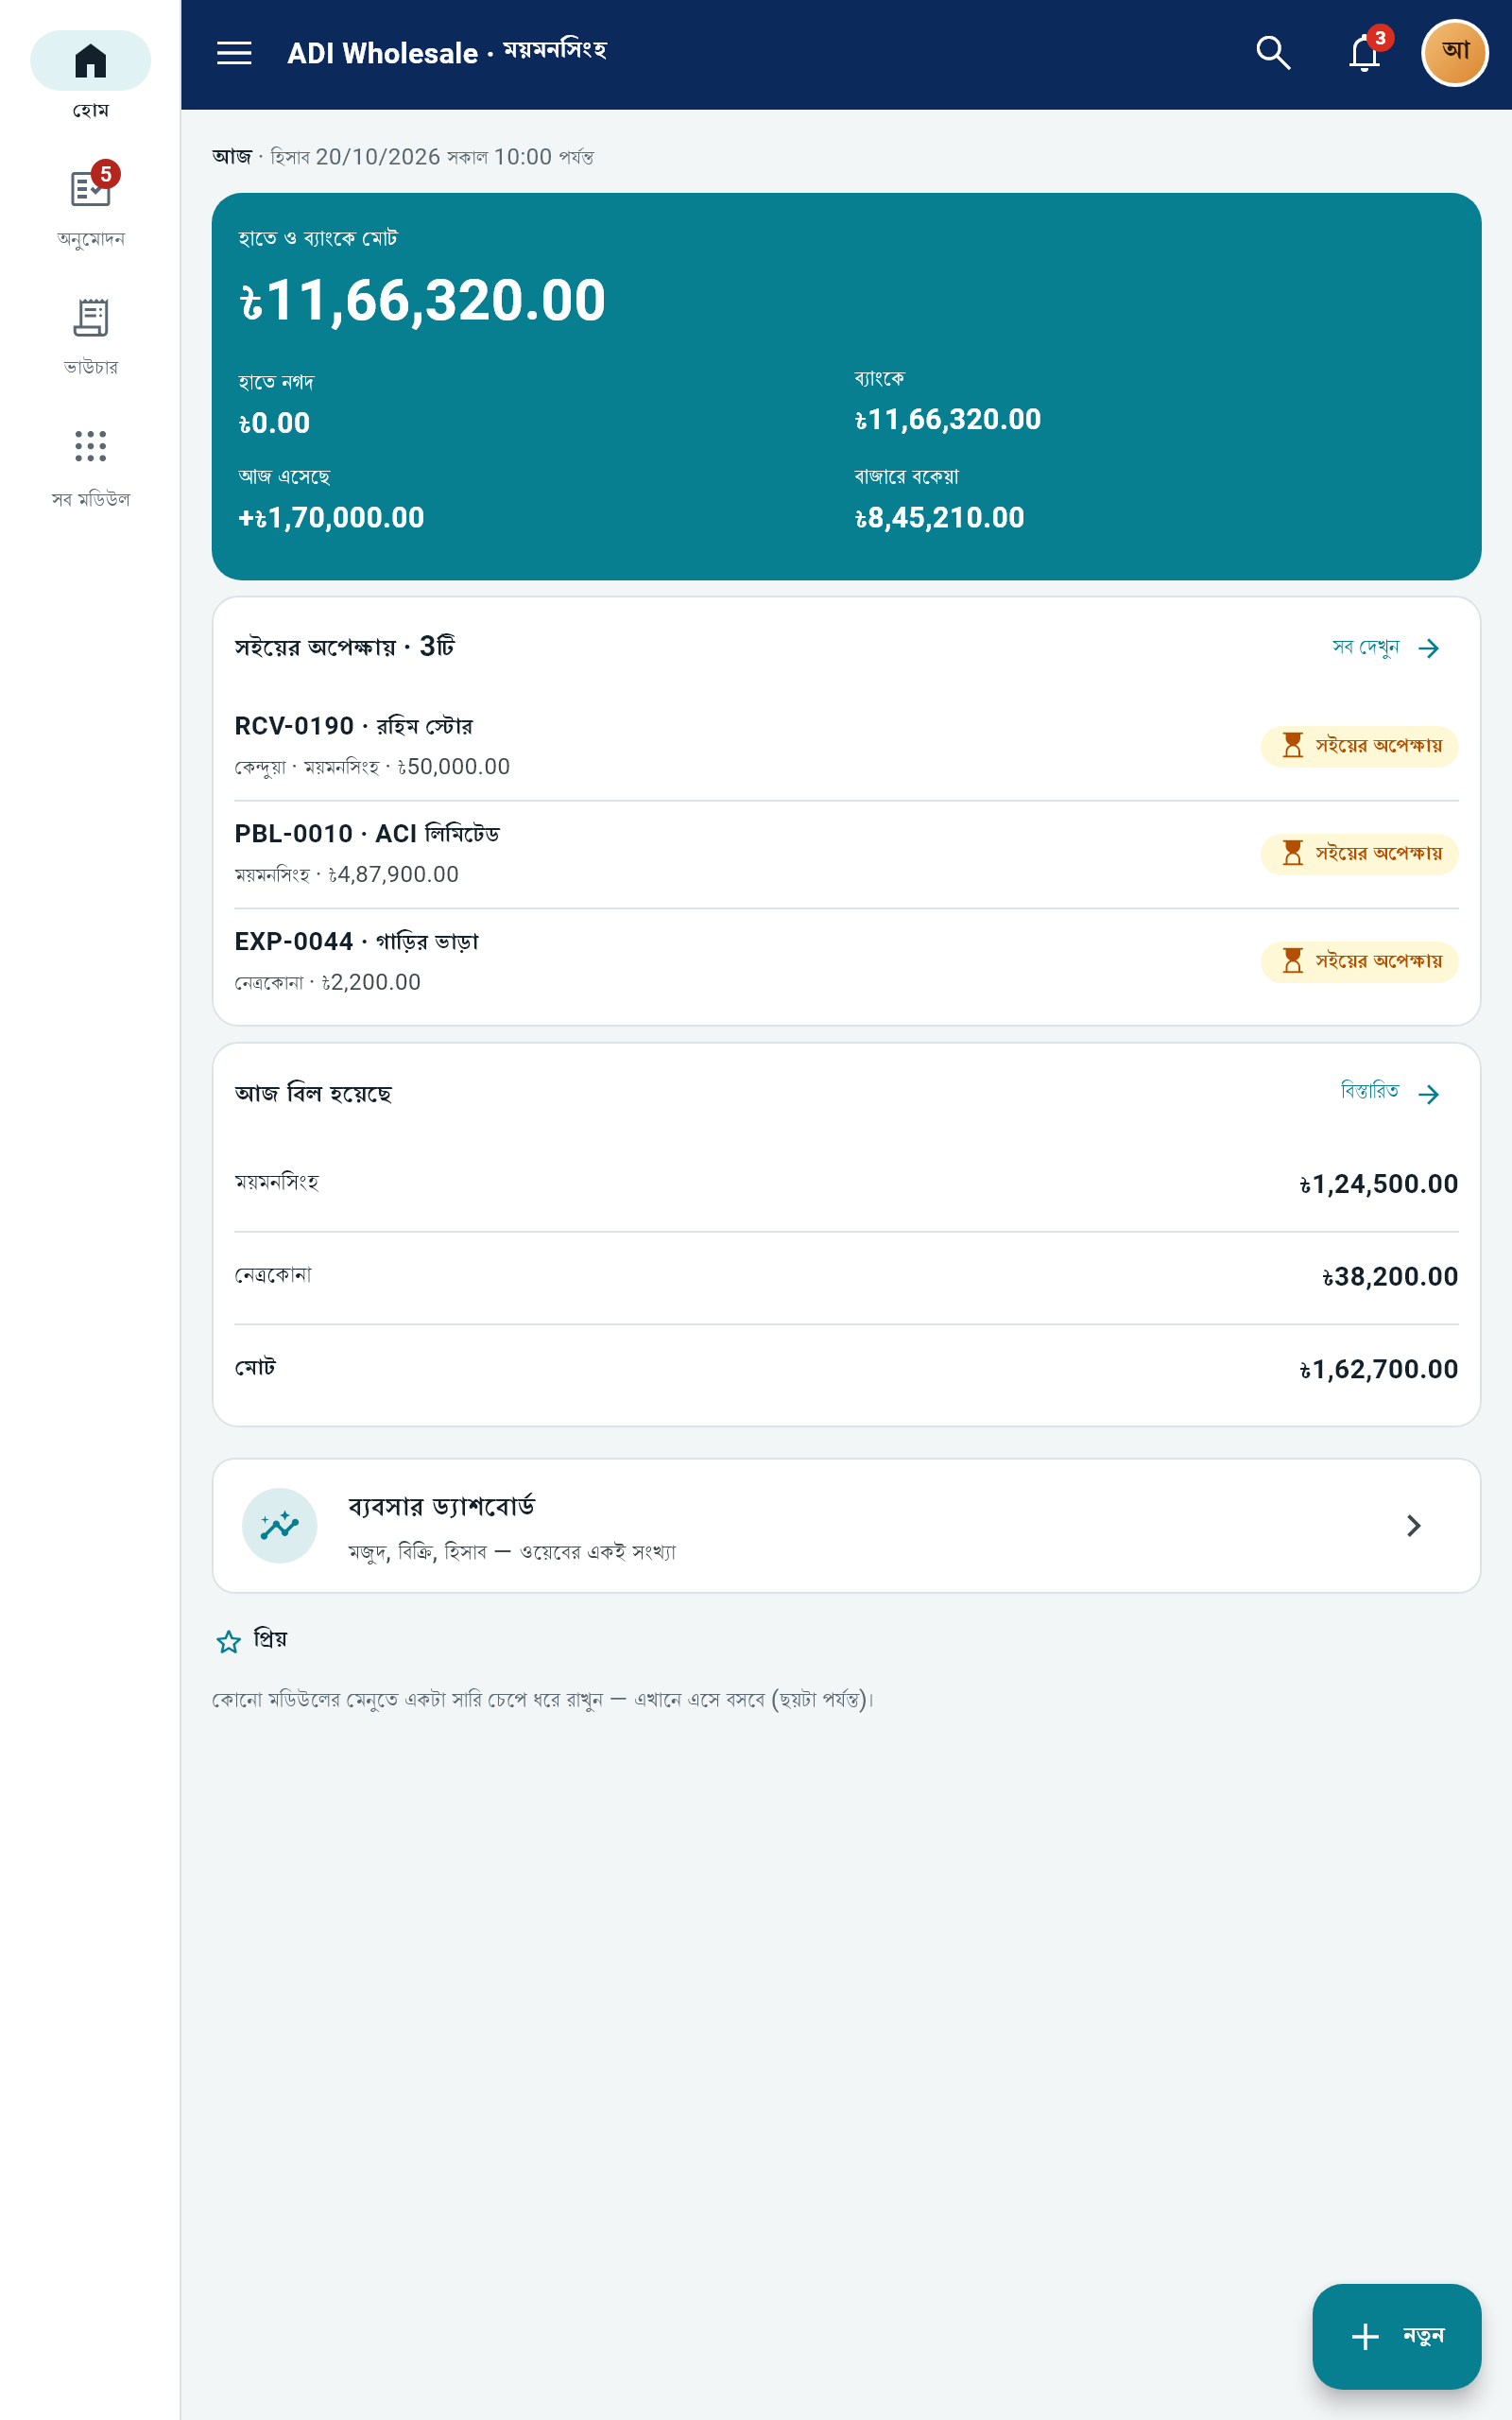 হোম
5
অনুমোদন
ভাউচার
সব মডিউল
ADI Wholesale · ময়মনসিংহ
3
আ
আজ · হিসাব 20/10/2026 সকাল 10:00 পর্যন্ত
হাতে ও ব্যাংকে মোট
৳11,66,320.00
হাতে নগদ
৳0.00
ব্যাংকে
৳11,66,320.00
আজ এসেছে
+৳1,70,000.00
বাজারে বকেয়া
৳8,45,210.00
সইয়ের অপেক্ষায় · 3টি
সব দেখুন
RCV-0190 · রহিম স্টোর
কেন্দুয়া · ময়মনসিংহ · ৳50,000.00
সইয়ের অপেক্ষায়
PBL-0010 · ACI লিমিটেড
ময়মনসিংহ · ৳4,87,900.00
সইয়ের অপেক্ষায়
EXP-0044 · গাড়ির ভাড়া
নেত্রকোনা · ৳2,200.00
সইয়ের অপেক্ষায়
আজ বিল হয়েছে
বিস্তারিত
ময়মনসিংহ ৳1,24,500.00
নেত্রকোনা ৳38,200.00
মোট ৳1,62,700.00
ব্যবসার ড্যাশবোর্ড
মজুদ, বিক্রি, হিসাব — ওয়েবের একই সংখ্যা
প্রিয়
কোনো মডিউলের মেনুতে একটা সারি চেপে ধরে রাখুন — এখানে এসে বসবে (ছয়টা পর্যন্ত)।
নতুন